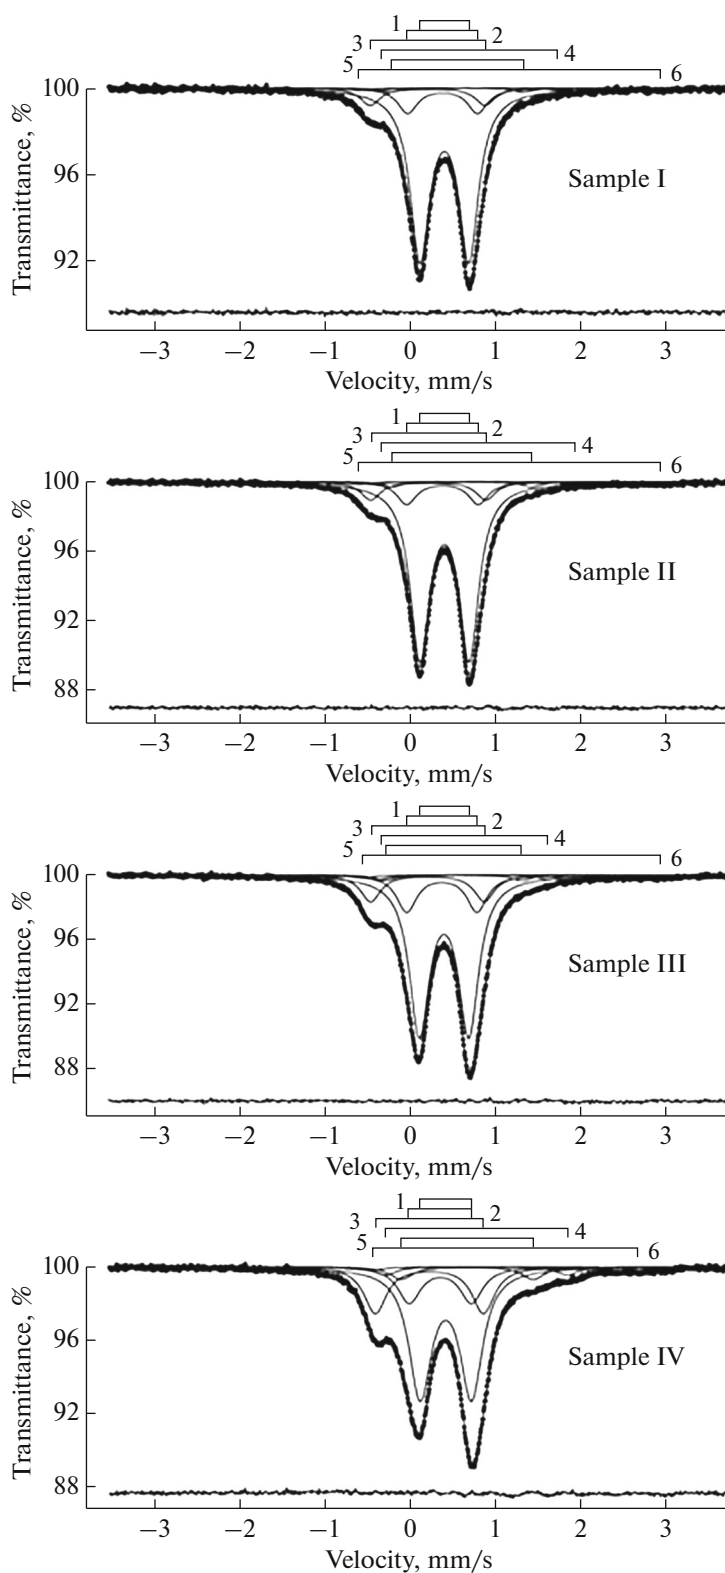 1
2
3
4
5
6
100
96
92
Transmittance, %
Sample I
−3 −2 −1 0 1 2 3
Velocity, mm/s
1
2
3
4
5
6
100
96
92
88
Transmittance, %
Sample II
−3 −2 −1 0 1 2 3
Velocity, mm/s
1
2
3
4
5
6
100
96
92
88
Transmittance, %
Sample III
−3 −2 −1 0 1 2 3
Velocity, mm/s
1
2
3
4
5
6
100
96
92
88
Transmittance, %
Sample IV
−3 −2 −1 0 1 2 3
Velocity, mm/s